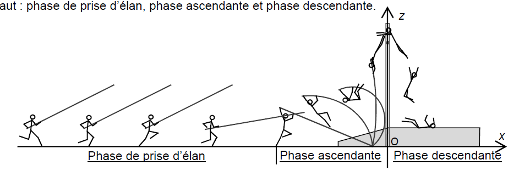 aut : phase de prise d'élan, phase ascendante et phase descendante.
z
x
O
Phase de prise d'élan
Phase ascendante
Phase descendante